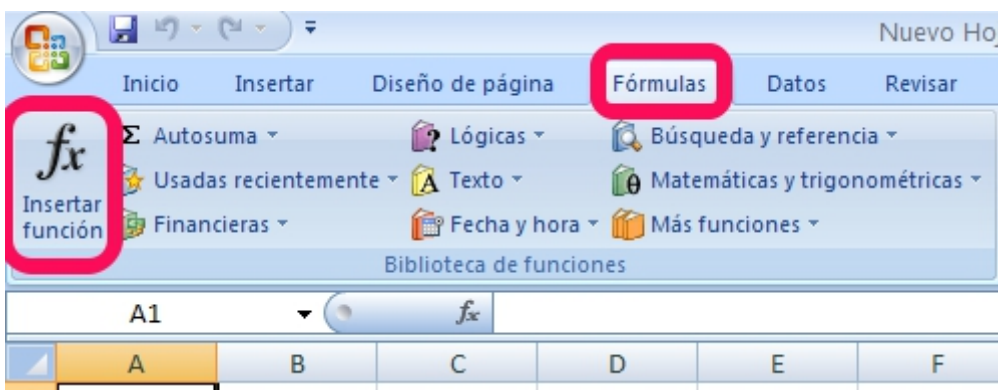 Nuevo Ho
Inicio Insertar Diseño de página Fórmulas Datos Revisar
fx Insertar función
Σ Autosuma Lógicas Búsqueda y referencia
Usadas recientemente A Texto θ Matemáticas y trigonométricas
Financieras Fecha y hora Más funciones
Biblioteca de funciones
A1 fx
A B C D E F